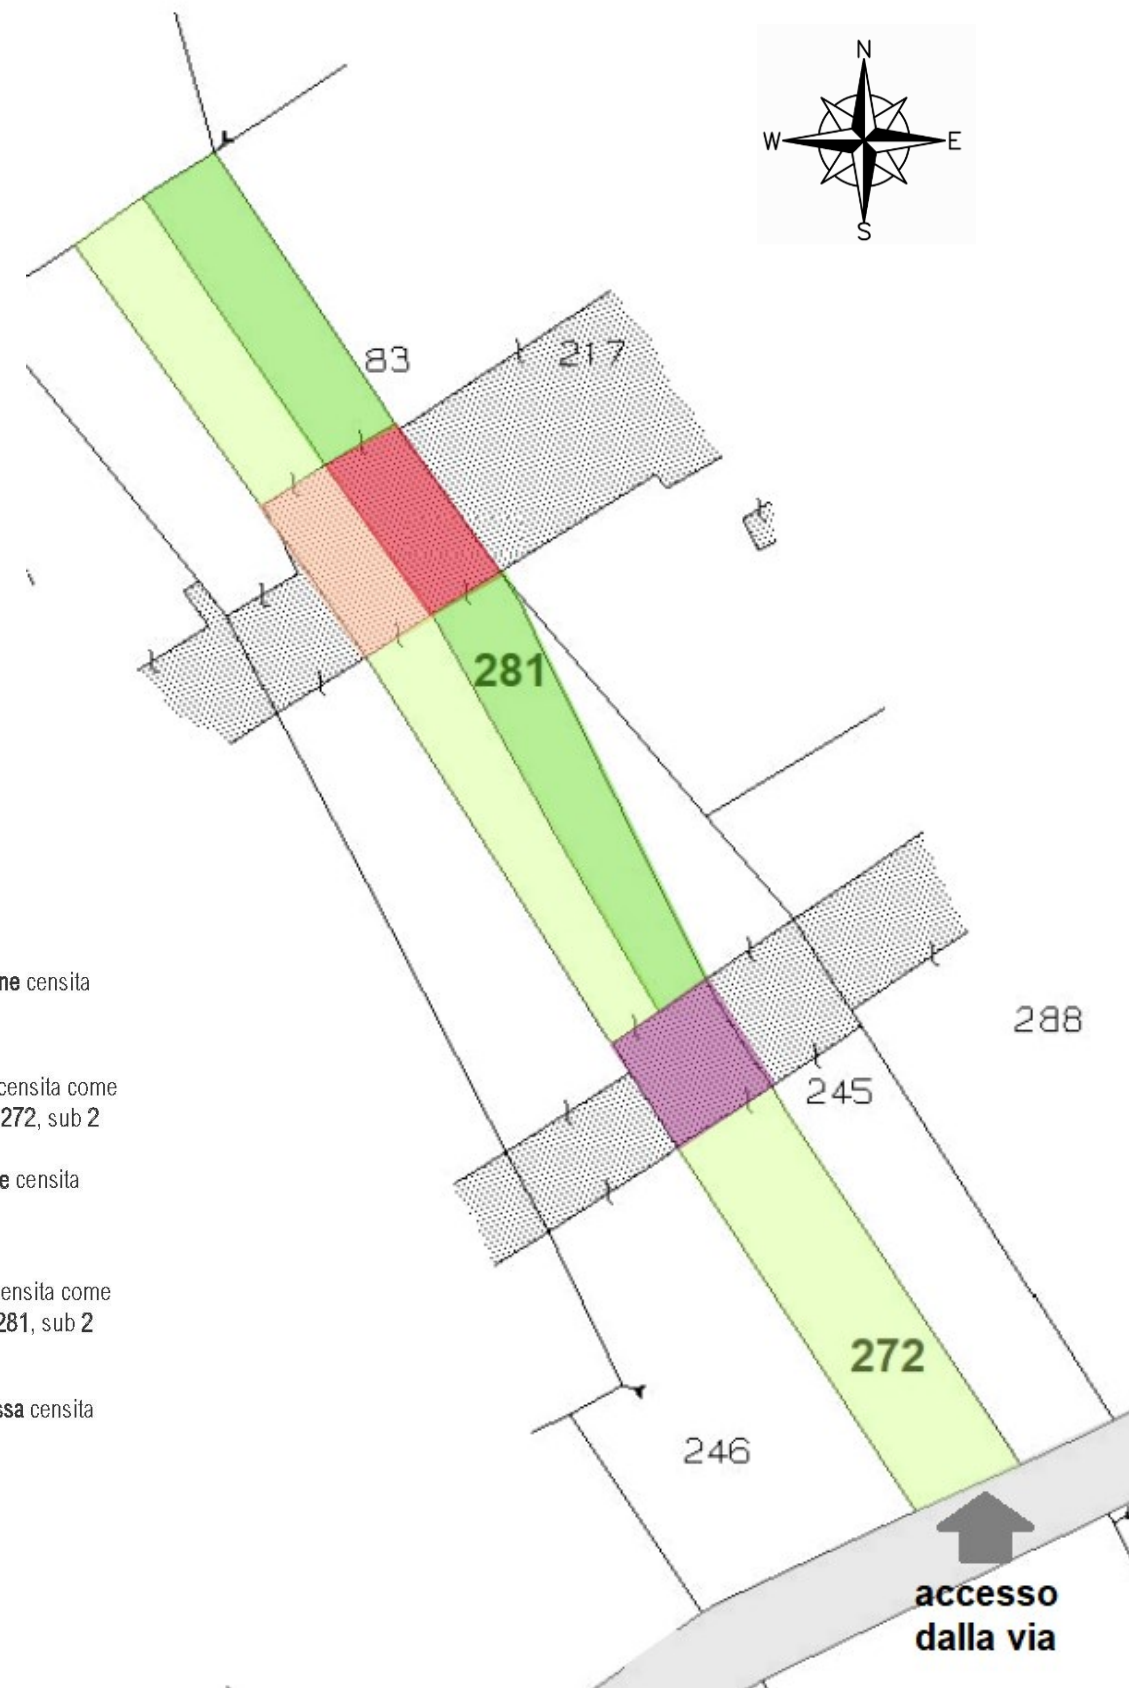 N
W E
S
83
217
281
ne censita
censita come
272, sub 2
288
245
e censita
ensita come
281, sub 2
272
ssa censita
246
accesso
dalla via